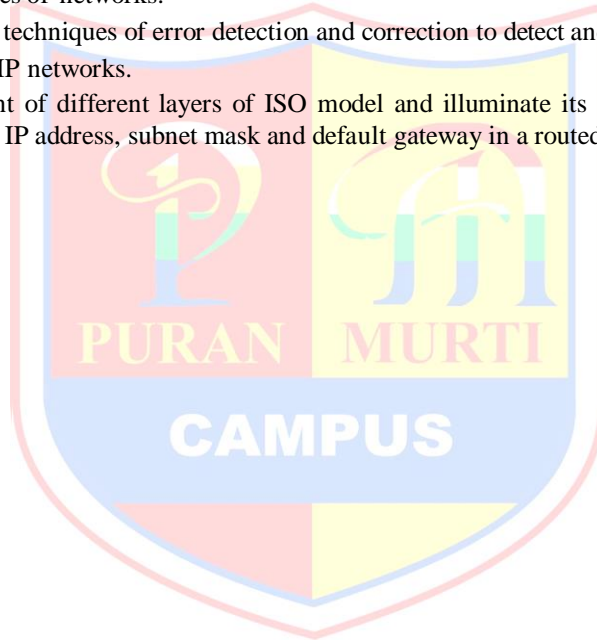 es of networks.
techniques of error detection and correction to detect an
IP networks.
nt of different layers of ISO model and illuminate its
IP address, subnet mask and default gateway in a routed
PURAN MURTI
CAMPUS